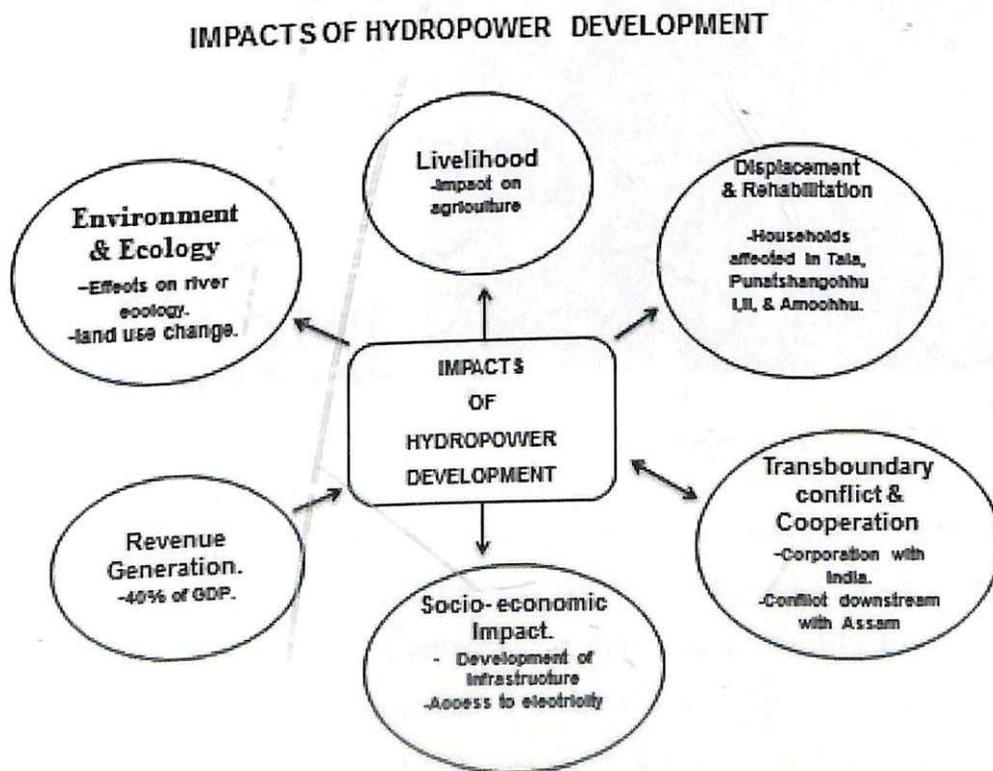 IMPACTS OF HYDROPOWER DEVELOPMENT
Livelihood
-Impact on
agriculture
Displacement
& Rehabilitation
-Households
affected in Tala,
Punatshangchhu
I,II, & Amochhu.
Environment
& Ecology
-Effects on river
ecology.
-land use change.
IMPACTS
OF
HYDROPOWER
DEVELOPMENT
Transboundary
conflict &
Cooperation
-Corporation with
India.
-Conflict downstream
with Assam
Revenue
Generation.
-40% of GDP.
Socio-economic
Impact.
- Development of
Infrastructure
-Access to electricity